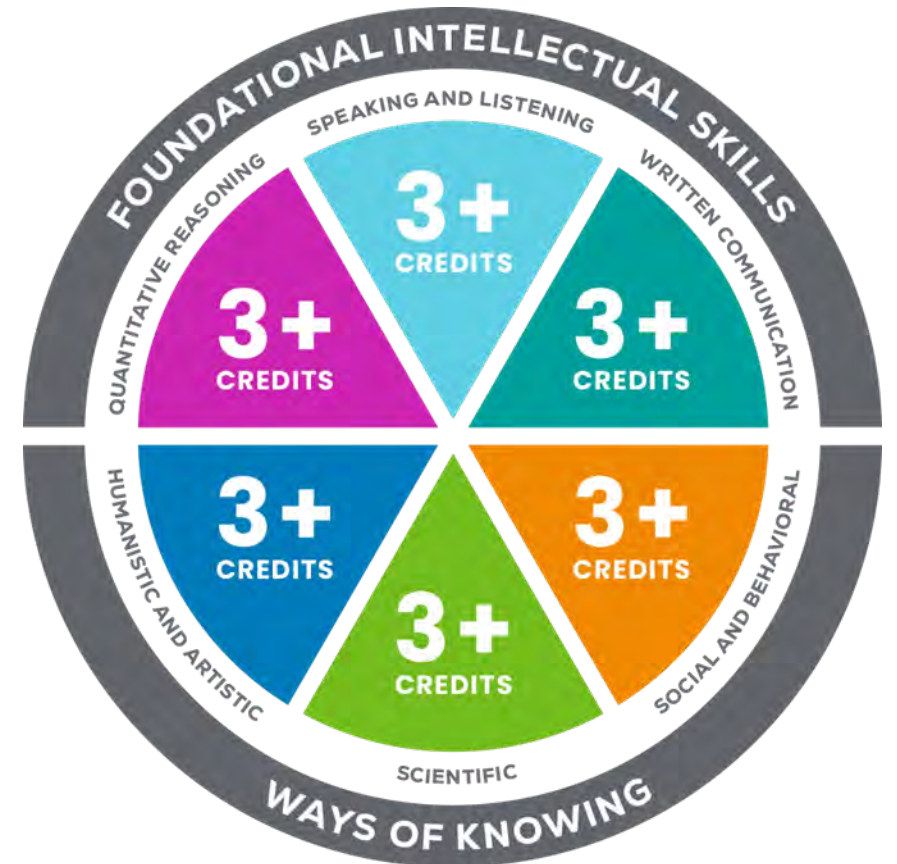 FOUNDATIONAL INTELLECTUAL SKILLS
SPEAKING AND LISTENING
QUANTITATIVE REASONING
WRITTEN COMMUNICATION
3+
CREDITS
3+
CREDITS
3+
CREDITS
3+
CREDITS
3+
CREDITS
3+
CREDITS
HUMANISTIC AND ARTISTIC
SOCIAL AND BEHAVIORAL
SCIENTIFIC
WAYS OF KNOWING